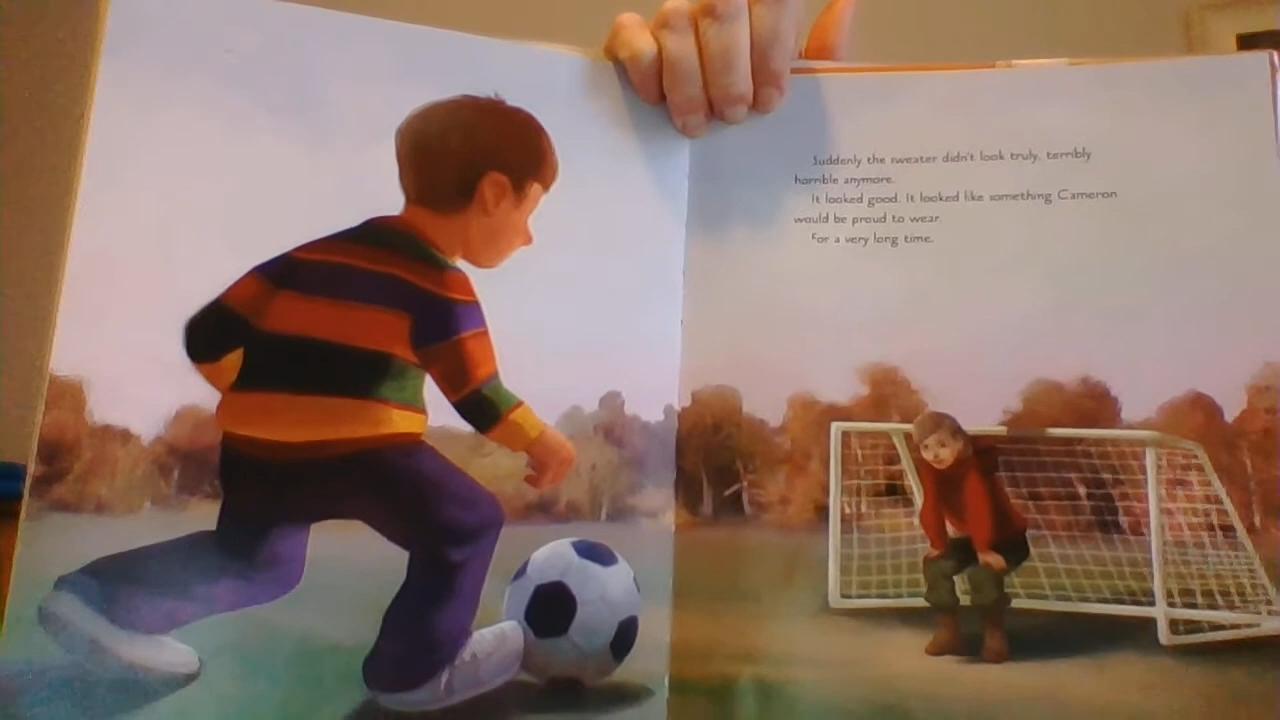 Suddenly the sweater didn't look truly, terribly
horrible anymore.
It looked good. It looked like something Cameron
would be proud to wear.
For a very long time.